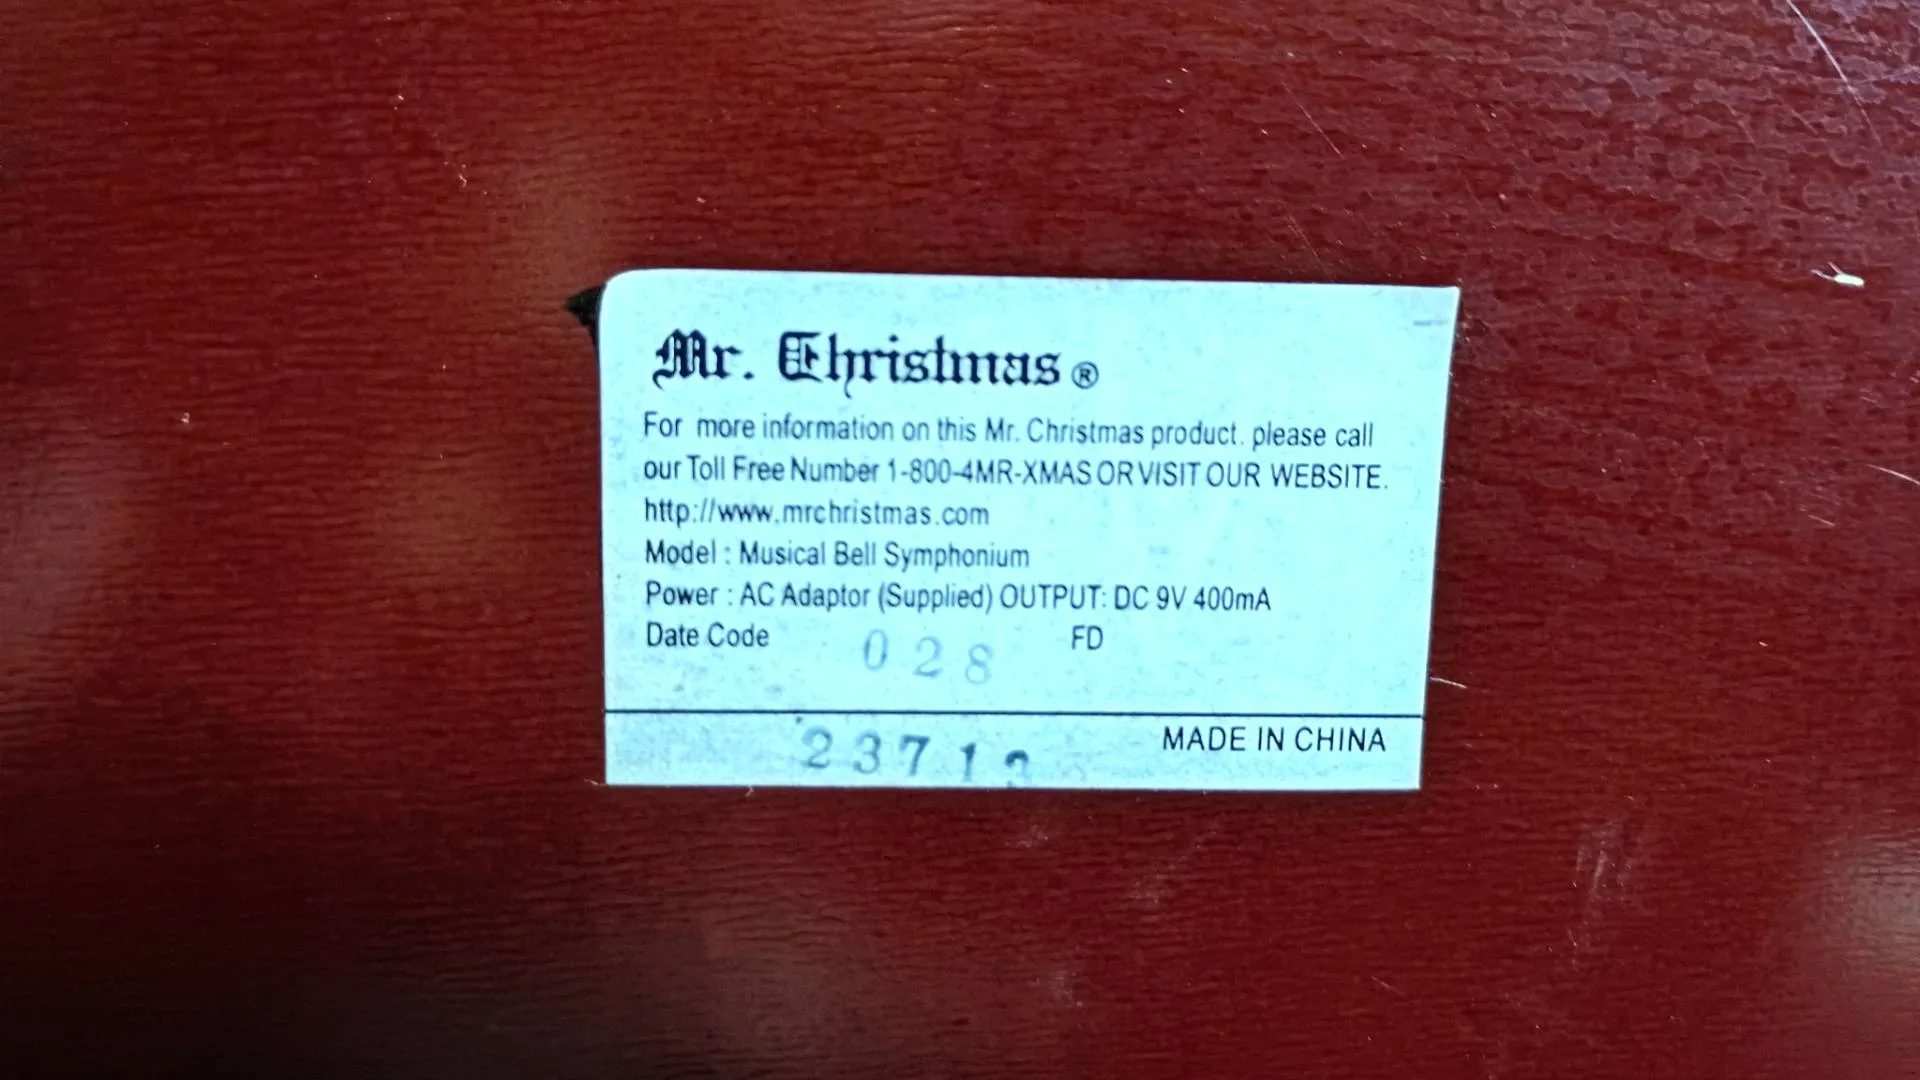 Mr. Christmas ®
For more information on this Mr. Christmas product. please call
our Toll Free Number 1-800-4MR-XMAS OR VISIT OUR WEBSITE.
http://www.mrchristmas.com
Model : Musical Bell Symphonium
Power : AC Adaptor (Supplied) OUTPUT: DC 9V 400mA
Date Code 028 FD
MADE IN CHINA